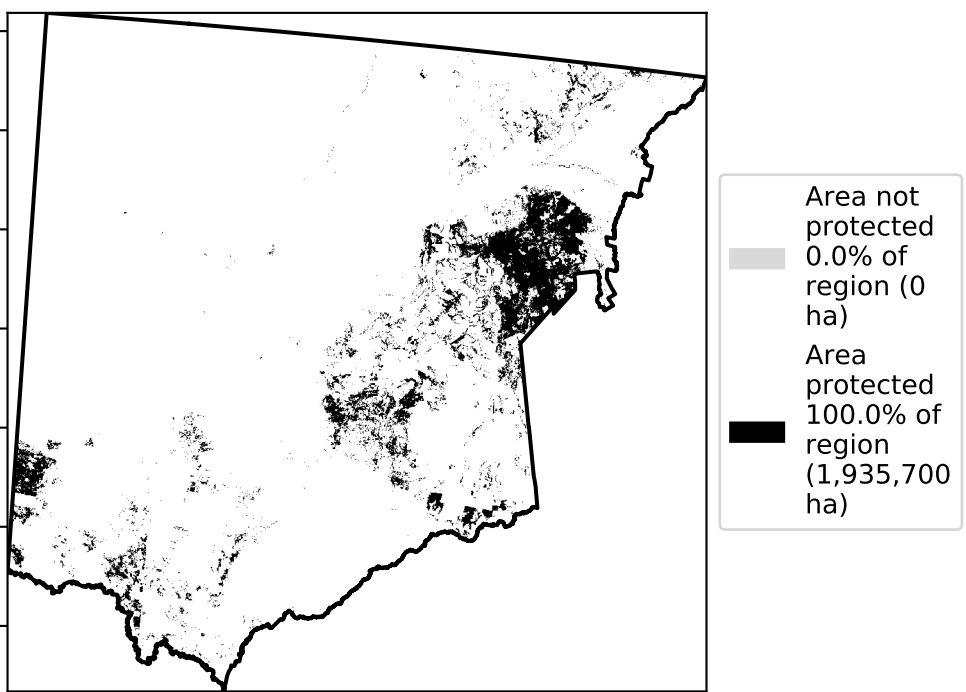 Area not
protected
0.0% of
region (0
ha)
Area
protected
100.0% of
region
(1,935,700
ha)